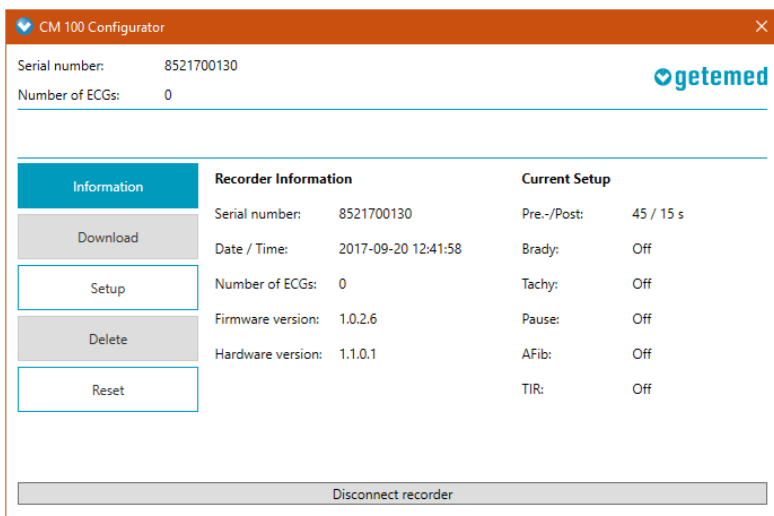 CM 100 Configurator
Serial number: 8521700130
getemed
Number of ECGs: 0
Information
Download
Setup
Delete
Reset
Recorder Information
Serial number: 8521700130
Date / Time: 2017-09-20 12:41:58
Number of ECGs: 0
Firmware version: 1.0.2.6
Hardware version: 1.1.0.1
Current Setup
Pre.-/Post: 45 / 15 s
Brady: Off
Tachy: Off
Pause: Off
AFib: Off
TIR: Off
Disconnect recorder